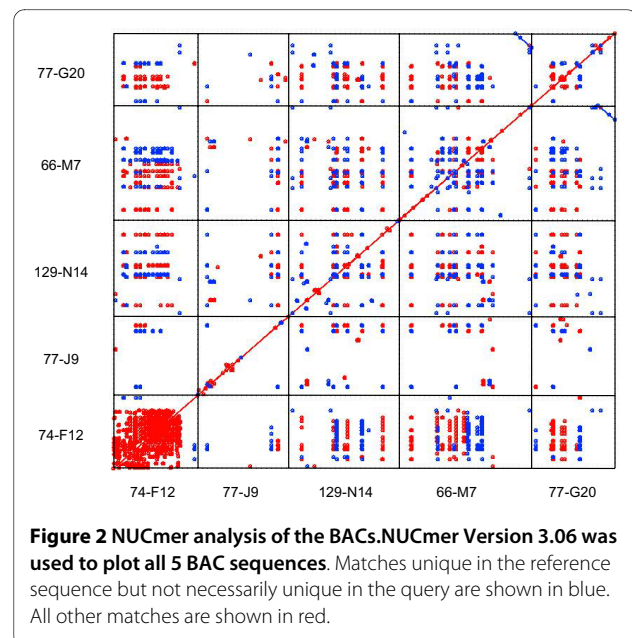 77-G20
66-M7
129-N14
77-J9
74-F12
74-F12 77-J9 129-N14 66-M7 77-G20
Figure 2 NUCmer analysis of the BACs.NUCmer Version 3.06 was
used to plot all 5 BAC sequences. Matches unique in the reference
sequence but not necessarily unique in the query are shown in blue.
All other matches are shown in red.